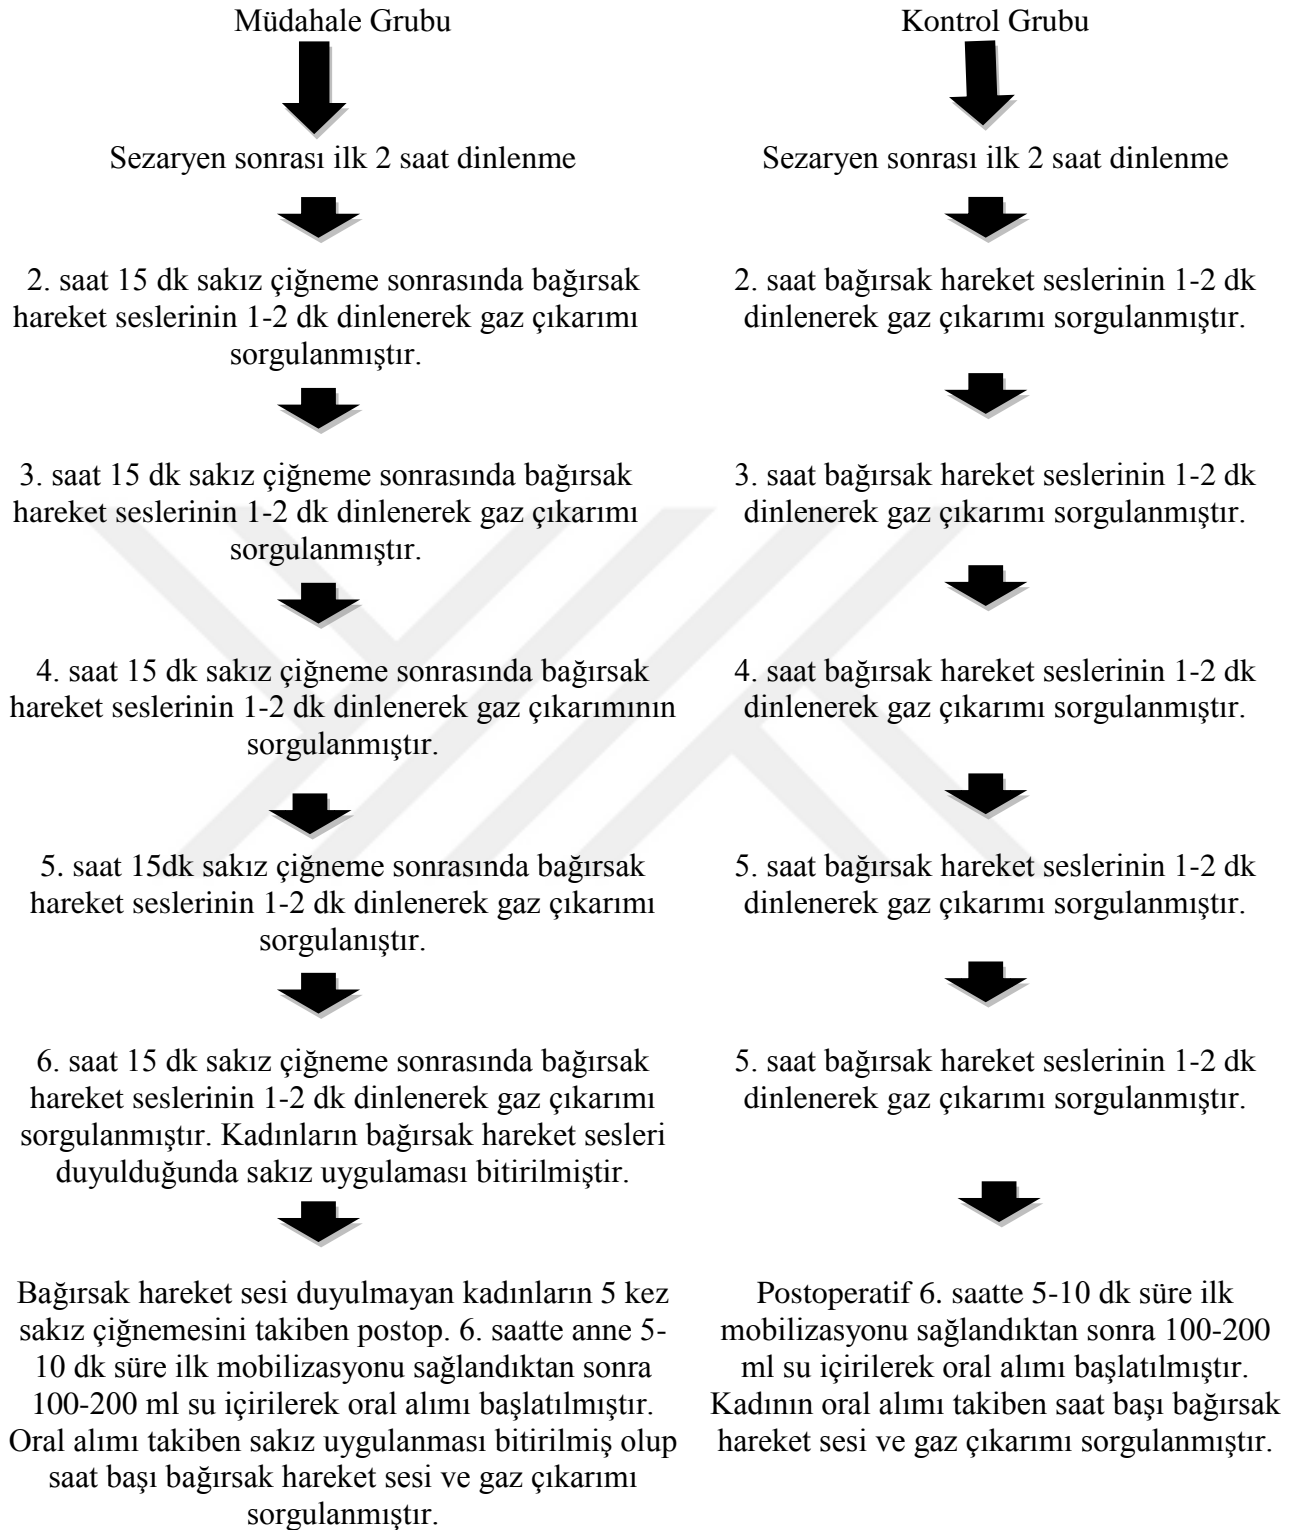 Müdahale Grubu
Sezaryen sonrası ilk 2 saat dinlenme
2. saat 15 dk sakız çiğneme sonrasında bağırsak
hareket seslerinin 1-2 dk dinlenerek gaz çıkarımı
sorgulanmıştır.
3. saat 15 dk sakız çiğneme sonrasında bağırsak
hareket seslerinin 1-2 dk dinlenerek gaz çıkarımı
sorgulanmıştır.
4. saat 15 dk sakız çiğneme sonrasında bağırsak
hareket seslerinin 1-2 dk dinlenerek gaz çıkarımının
sorgulanmıştır.
5. saat 15dk sakız çiğneme sonrasında bağırsak
hareket seslerinin 1-2 dk dinlenerek gaz çıkarımı
sorgulanıştır.
6. saat 15 dk sakız çiğneme sonrasında bağırsak
hareket seslerinin 1-2 dk dinlenerek gaz çıkarımı
sorgulanmıştır. Kadınların bağırsak hareket sesleri
duyulduğunda sakız uygulaması bitirilmiştir.
Bağırsak hareket sesi duyulmayan kadınların 5 kez
sakız çiğnemesini takiben postop. 6. saatte anne 5-
10 dk süre ilk mobilizasyonu sağlandıktan sonra
100-200 ml su içirilerek oral alımı başlatılmıştır.
Oral alımı takiben sakız uygulanması bitirilmiş olup
saat başı bağırsak hareket sesi ve gaz çıkarımı
sorgulanmıştır.
Kontrol Grubu
Sezaryen sonrası ilk 2 saat dinlenme
2. saat bağırsak hareket seslerinin 1-2 dk
dinlenerek gaz çıkarımı sorgulanmıştır.
3. saat bağırsak hareket seslerinin 1-2 dk
dinlenerek gaz çıkarımı sorgulanmıştır.
4. saat bağırsak hareket seslerinin 1-2 dk
dinlenerek gaz çıkarımı sorgulanmıştır.
5. saat bağırsak hareket seslerinin 1-2 dk
dinlenerek gaz çıkarımı sorgulanmıştır.
5. saat bağırsak hareket seslerinin 1-2 dk
dinlenerek gaz çıkarımı sorgulanmıştır.
Postoperatif 6. saatte 5-10 dk süre ilk
mobilizasyonu sağlandıktan sonra 100-200
ml su içirilerek oral alımı başlatılmıştır.
Kadının oral alımı takiben saat başı bağırsak
hareket sesi ve gaz çıkarımı sorgulanmıştır.